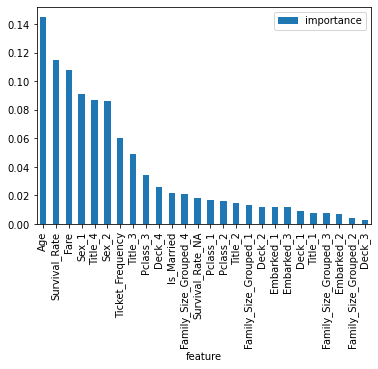 importance
0.14
0.12
0.10
0.08
0.06
0.04
0.02
0.00
Age
Survival_Rate
Fare
Sex_1
Title_4
Sex_2
Ticket_Frequency
Title_3
Pclass_3
Deck_4
Is_Married
Family_Size_Grouped_4
Survival_Rate_NA
Pclass_1
Pclass_2
Title_2
Family_Size_Grouped_1
Deck_2
Embarked_1
Embarked_3
Deck_1
Title_1
Family_Size_Grouped_3
Embarked_2
Family_Size_Grouped_2
Deck_3
feature